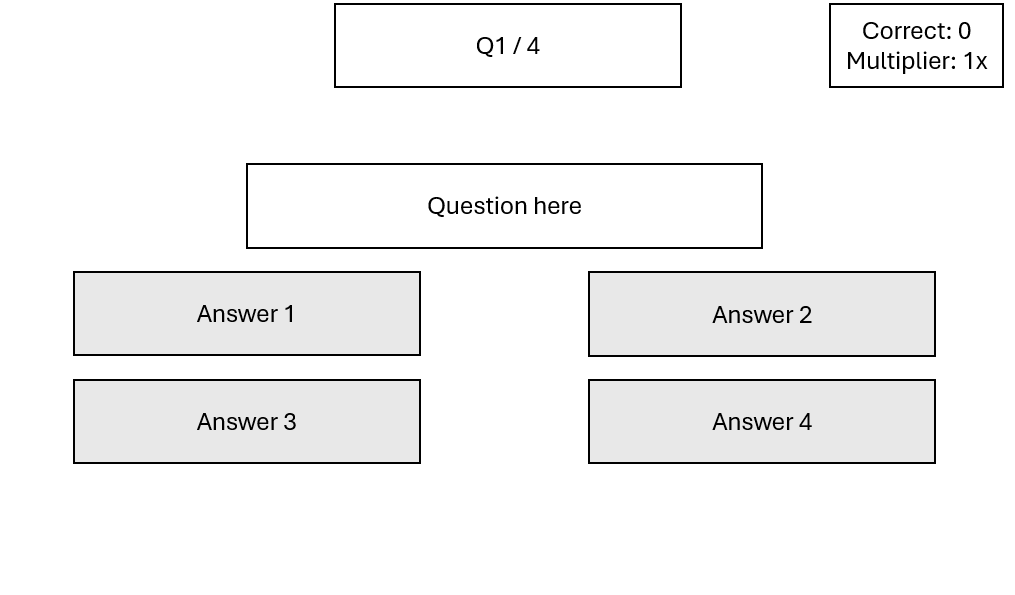 Q1 / 4
Correct: 0
Multiplier: 1x
Question here
Answer 1
Answer 2
Answer 3
Answer 4